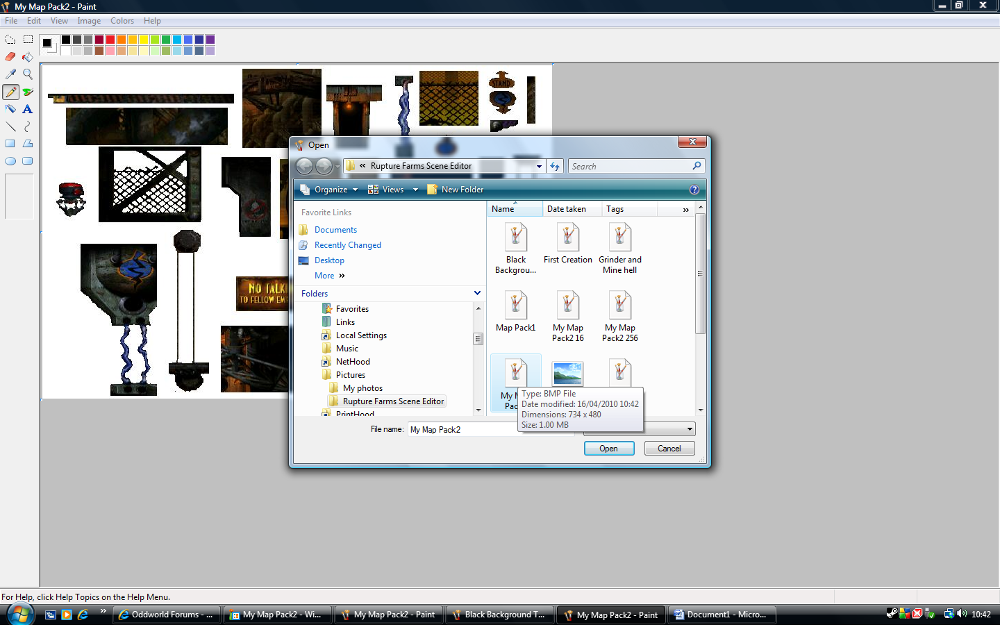 My Map Pack2 - Paint
File Edit View Image Colors Help
STAND
Open
« Rupture Farms Scene Editor
Search
Organize Views New Folder
Favorite Links
Documents
Recently Changed
Desktop
More »
Folders
Favorites
Links
Local Settings
Music
NetHood
Pictures
My photos
Rupture Farms Scene Editor
PrintHood
Name Date taken Tags »
Black Backgrou...
First Creation
Grinder and Mine hell
Map Pack1
My Map Pack2 16
My Map Pack2 256
Type: BMP File
Date modified: 16/04/2010 10:42
Dimensions: 734 x 480
Size: 1.00 MB
File name: My Map Pack2
Open Cancel
NO TALK
TO FELLOW EM
For Help, click Help Topics on the Help Menu.
» Oddworld Forums - ... My Map Pack2 - Wi... My Map Pack2 - Paint Black Background T... My Map Pack2 - Paint Document1 - Micro... 10:42